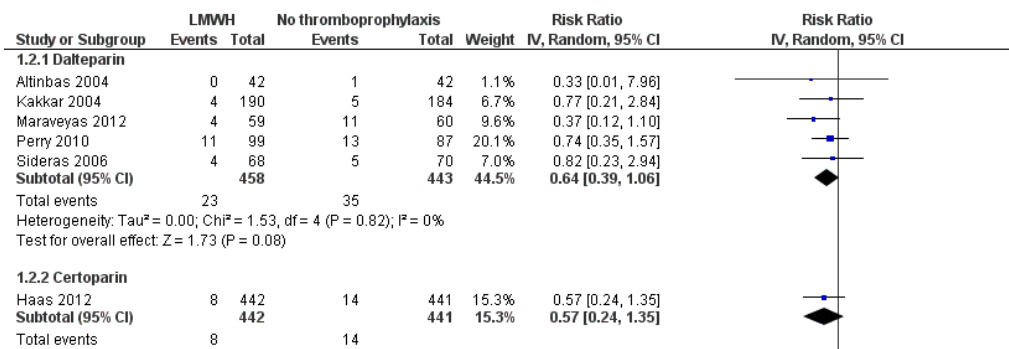 LMWH No thromboprophylaxis Risk Ratio Risk Ratio
Study or Subgroup Events Total Events Total Weight IV, Random, 95% CI IV, Random, 95% CI
1.2.1 Dalteparin
Altinbas 2004 0 42 1 42 1.1% 0.33 [0.01, 7.96]
Kakkar 2004 4 190 5 184 6.7% 0.77 [0.21, 2.84]
Maraveyas 2012 4 59 11 60 9.6% 0.37 [0.12, 1.10]
Perry 2010 11 99 13 87 20.1% 0.74 [0.35, 1.57]
Sideras 2006 4 68 5 70 7.0% 0.82 [0.23, 2.94]
Subtotal (95% CI) 458 443 44.5% 0.64 [0.39, 1.06]
Total events 23 35
Heterogeneity: Tau² = 0.00; Chi² = 1.53, df = 4 (P = 0.82); I² = 0%
Test for overall effect: Z = 1.73 (P = 0.08)
1.2.2 Certoparin
Haas 2012 8 442 14 441 15.3% 0.57 [0.24, 1.35]
Subtotal (95% CI) 442 441 15.3% 0.57 [0.24, 1.35]
Total events 8 14